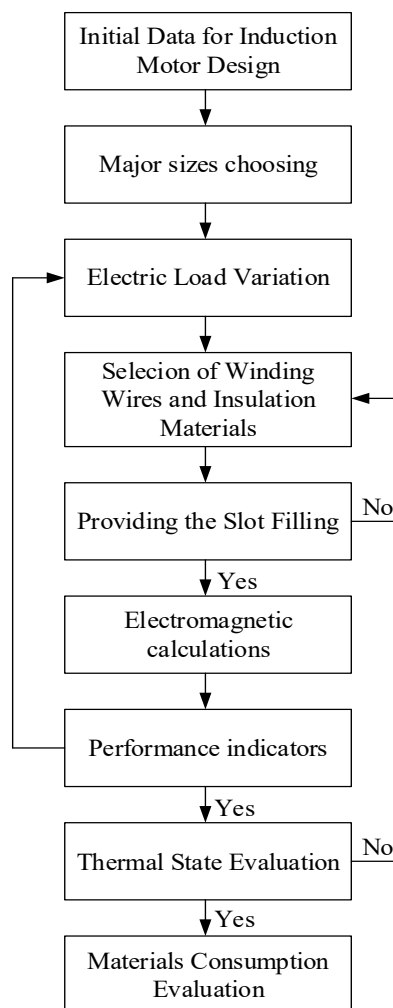 Initial Data for Induction
Motor Design
Major sizes choosing
Electric Load Variation
Selecion of Winding
Wires and Insulation
Materials
Providing the Slot Filling
No
Yes
Electromagnetic
calculations
Performance indicators
Yes
Thermal State Evaluation
No
Yes
Materials Consumption
Evaluation